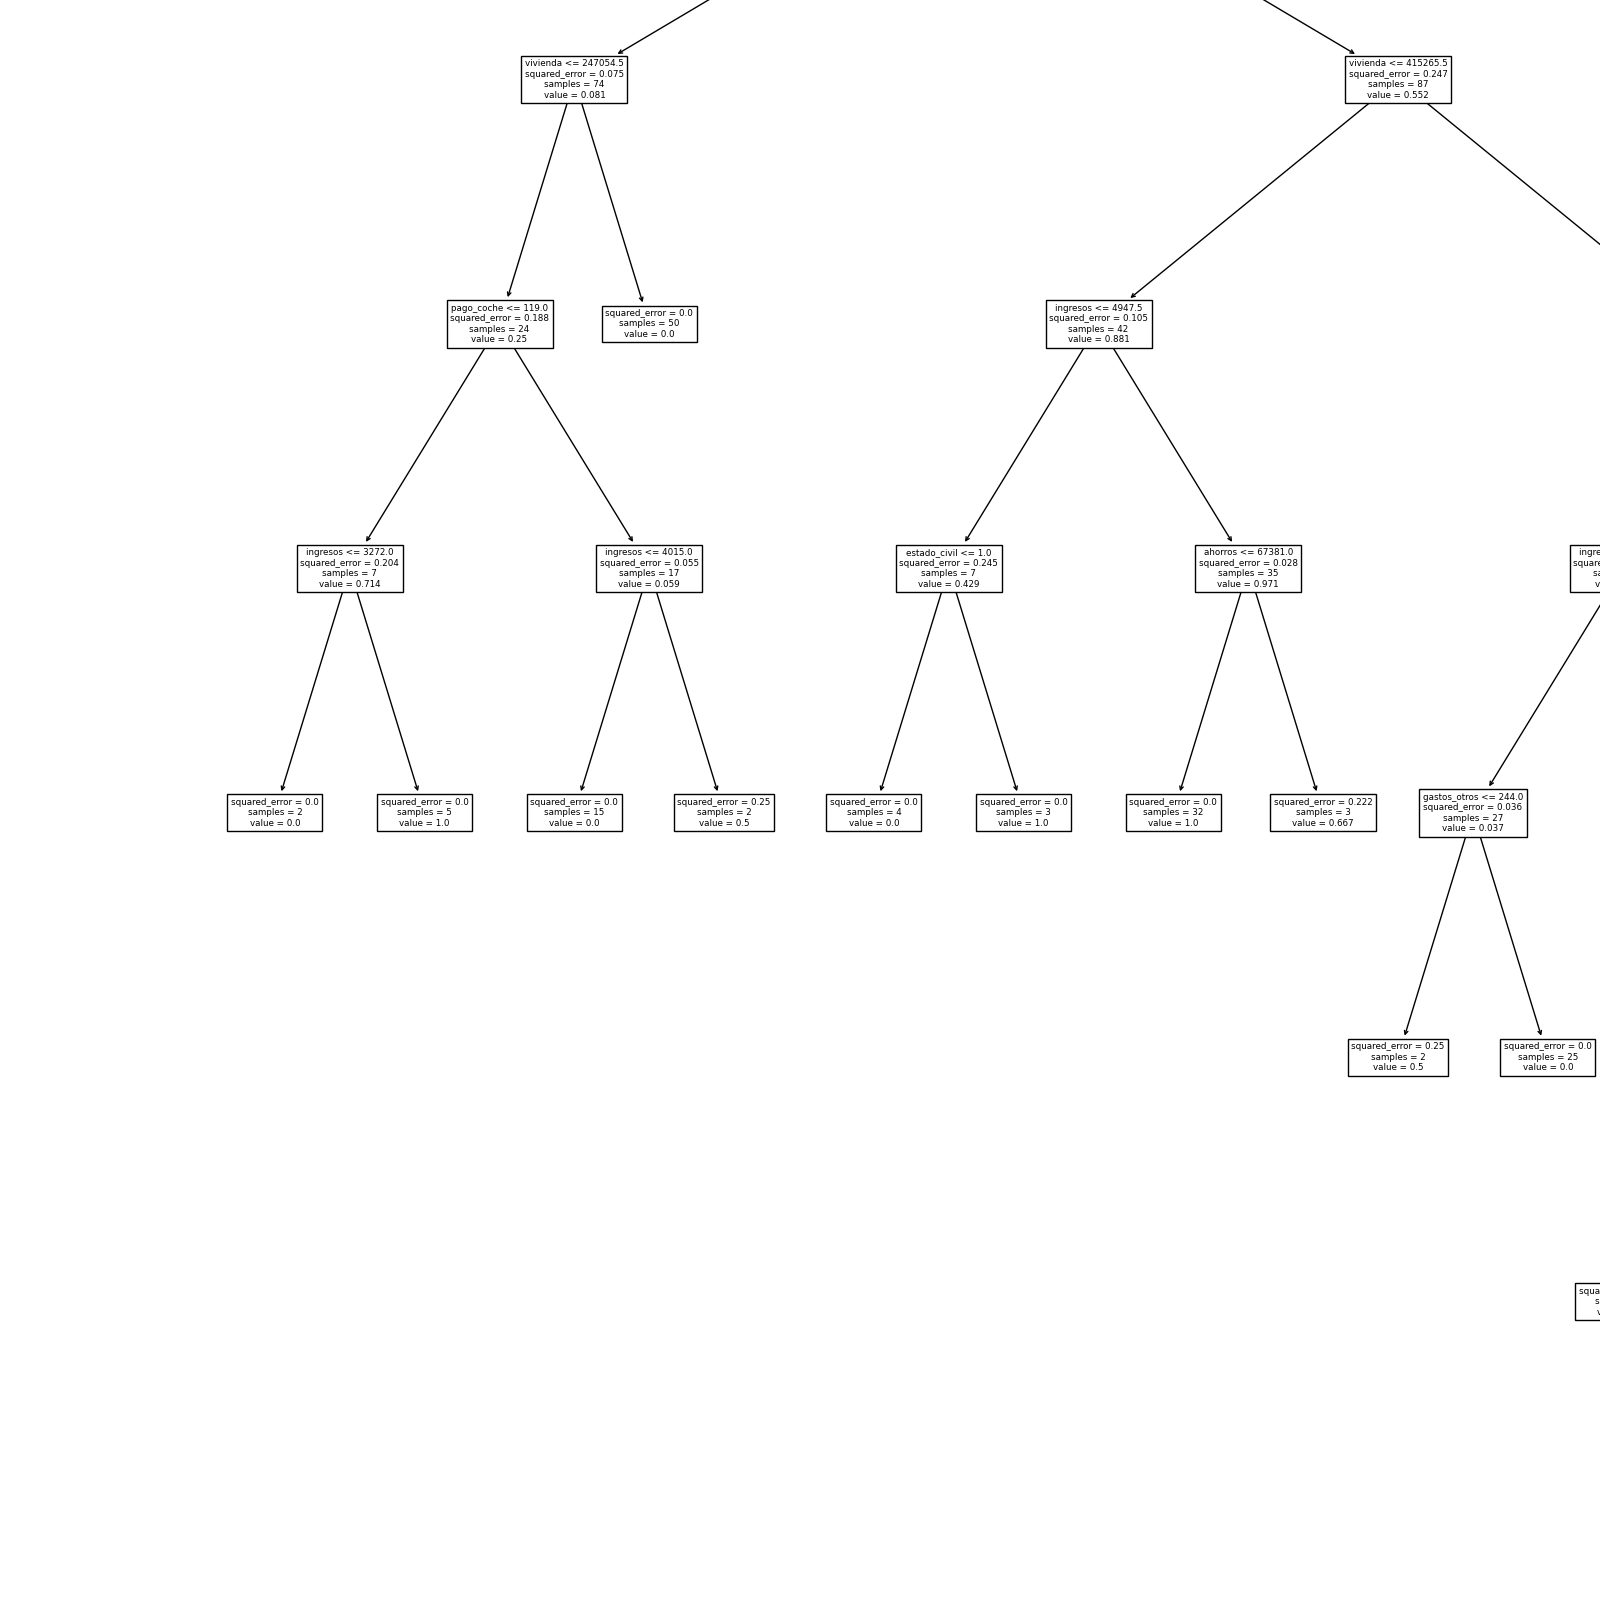 vivienda <= 247054.5
squared_error = 0.075
samples = 74
value = 0.081
vivienda <= 415265.5
squared_error = 0.247
samples = 87
value = 0.552
pago_coche <= 119.0
squared_error = 0.188
samples = 24
value = 0.25
squared_error = 0.0
samples = 50
value = 0.0
ingresos <= 4947.5
squared_error = 0.105
samples = 42
value = 0.881
ingresos <= 3272.0
squared_error = 0.204
samples = 7
value = 0.714
ingresos <= 4015.0
squared_error = 0.055
samples = 17
value = 0.059
estado_civil <= 1.0
squared_error = 0.245
samples = 7
value = 0.429
ahorros <= 67381.0
squared_error = 0.028
samples = 35
value = 0.971
squared_error = 0.0
samples = 2
value = 0.0
squared_error = 0.0
samples = 5
value = 1.0
squared_error = 0.0
samples = 15
value = 0.0
squared_error = 0.25
samples = 2
value = 0.5
squared_error = 0.0
samples = 4
value = 0.0
squared_error = 0.0
samples = 3
value = 1.0
squared_error = 0.0
samples = 32
value = 1.0
squared_error = 0.222
samples = 3
value = 0.667
gastos_otros <= 244.0
squared_error = 0.036
samples = 27
value = 0.037
squared_error = 0.25
samples = 2
value = 0.5
squared_error = 0.0
samples = 25
value = 0.0